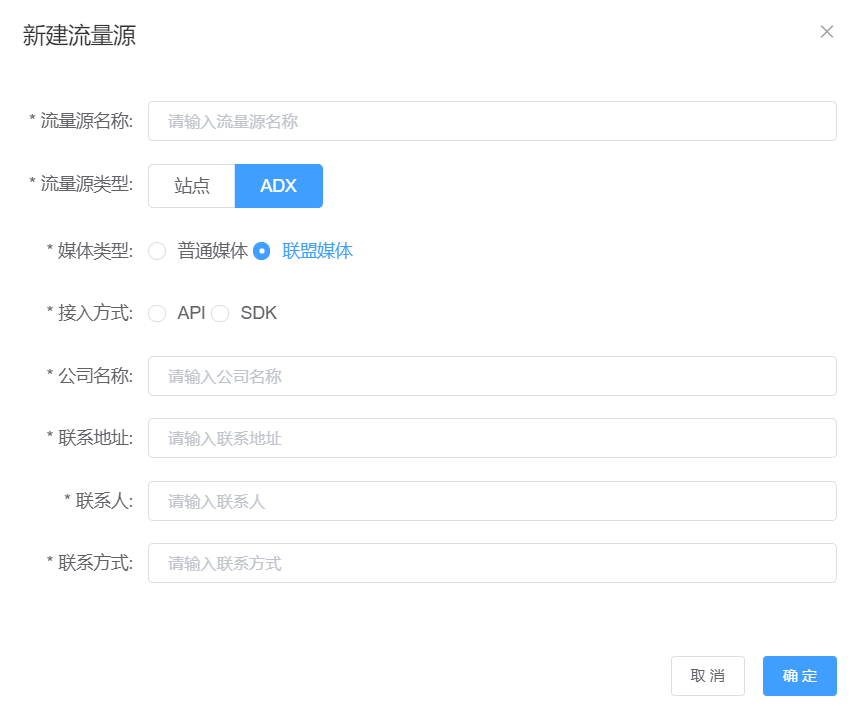 新建流量源
* 流量源名称: 请输入流量源名称
* 流量源类型: 站点 ADX
* 媒体类型: 普通媒体 联盟媒体
* 接入方式: API SDK
* 公司名称: 请输入公司名称
* 联系地址: 请输入联系地址
* 联系人: 请输入联系人
* 联系方式: 请输入联系方式
取消 确定